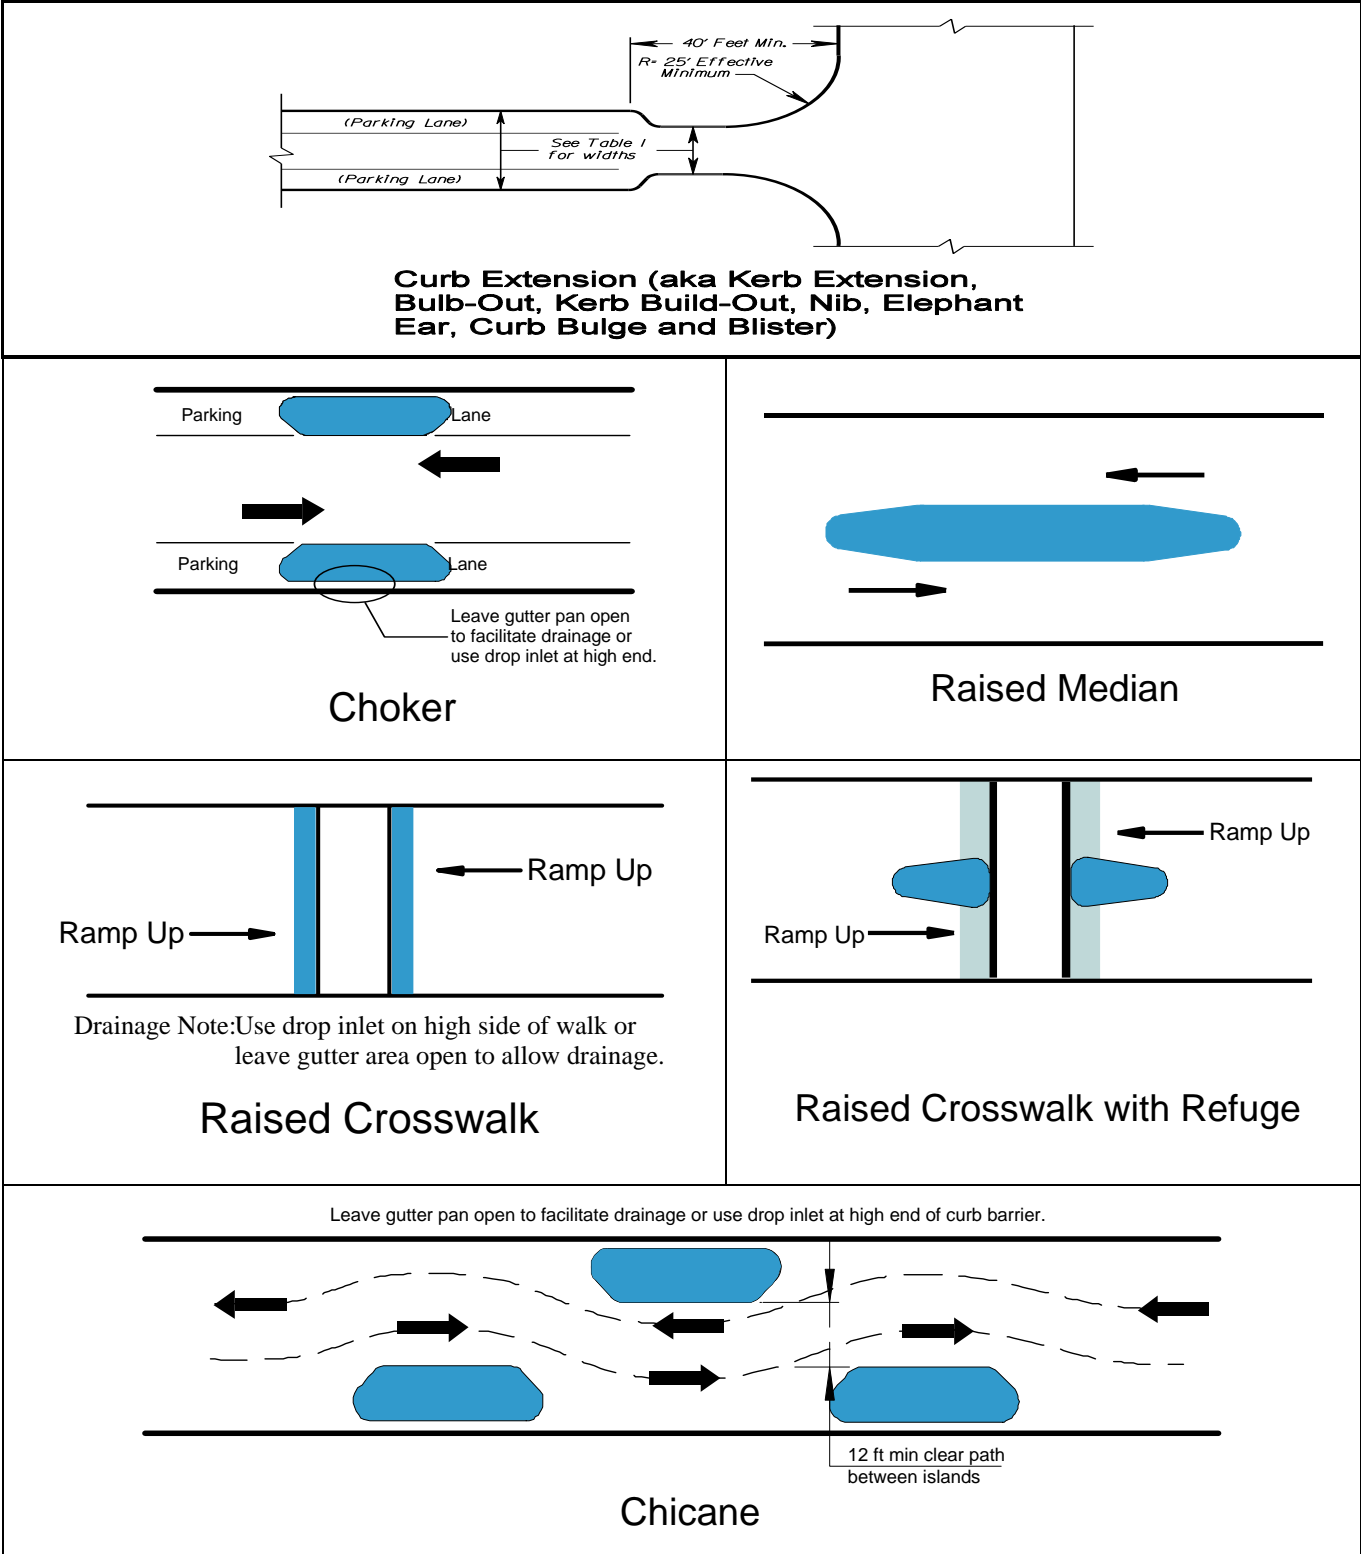 40' Feet Min.
R= 25' Effective
Minimum
(Parking Lane)
See Table 1
for widths
(Parking Lane)
Curb Extension (aka Kerb Extension,
Bulb-Out, Kerb Build-Out, Nib, Elephant
Ear, Curb Bulge and Blister)
Parking Lane
Parking Lane
Leave gutter pan open
to facilitate drainage or
use drop inlet at high end.
Choker
Raised Median
Ramp Up
Ramp Up
Drainage Note:Use drop inlet on high side of walk or
leave gutter area open to allow drainage.
Raised Crosswalk
Ramp Up
Ramp Up
Raised Crosswalk with Refuge
Leave gutter pan open to facilitate drainage or use drop inlet at high end of curb barrier.
12 ft min clear path
between islands
Chicane